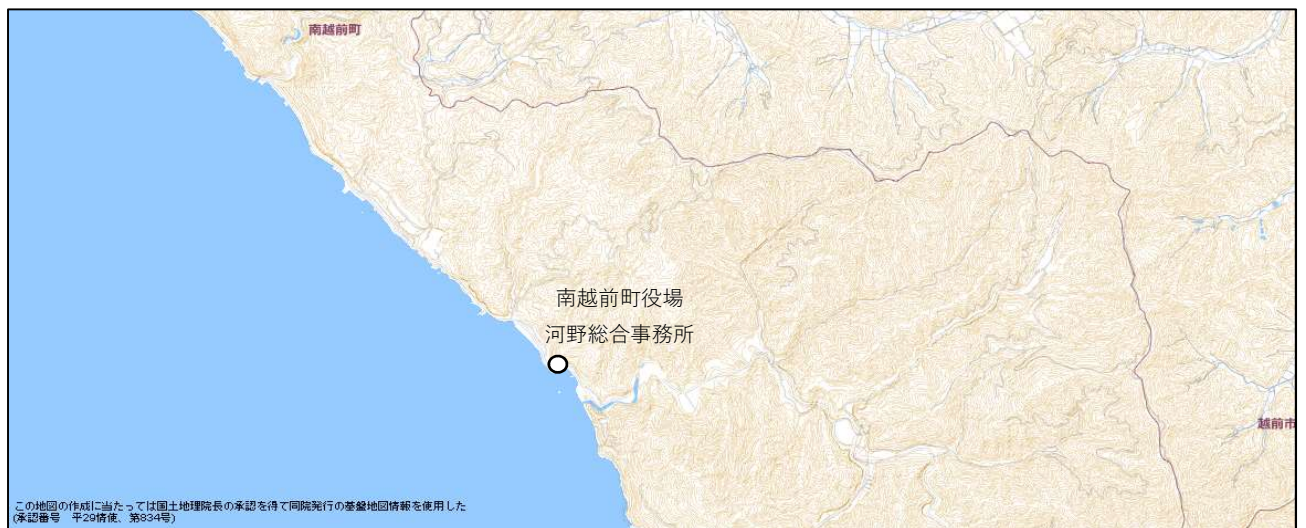 南越前町
南越前町役場
河野総合事務所
越前市
この地図の作成に当たっては国土地理院長の承認を得て同院発行の基盤地図情報を使用した
(承認番号　平29情使、第834号)